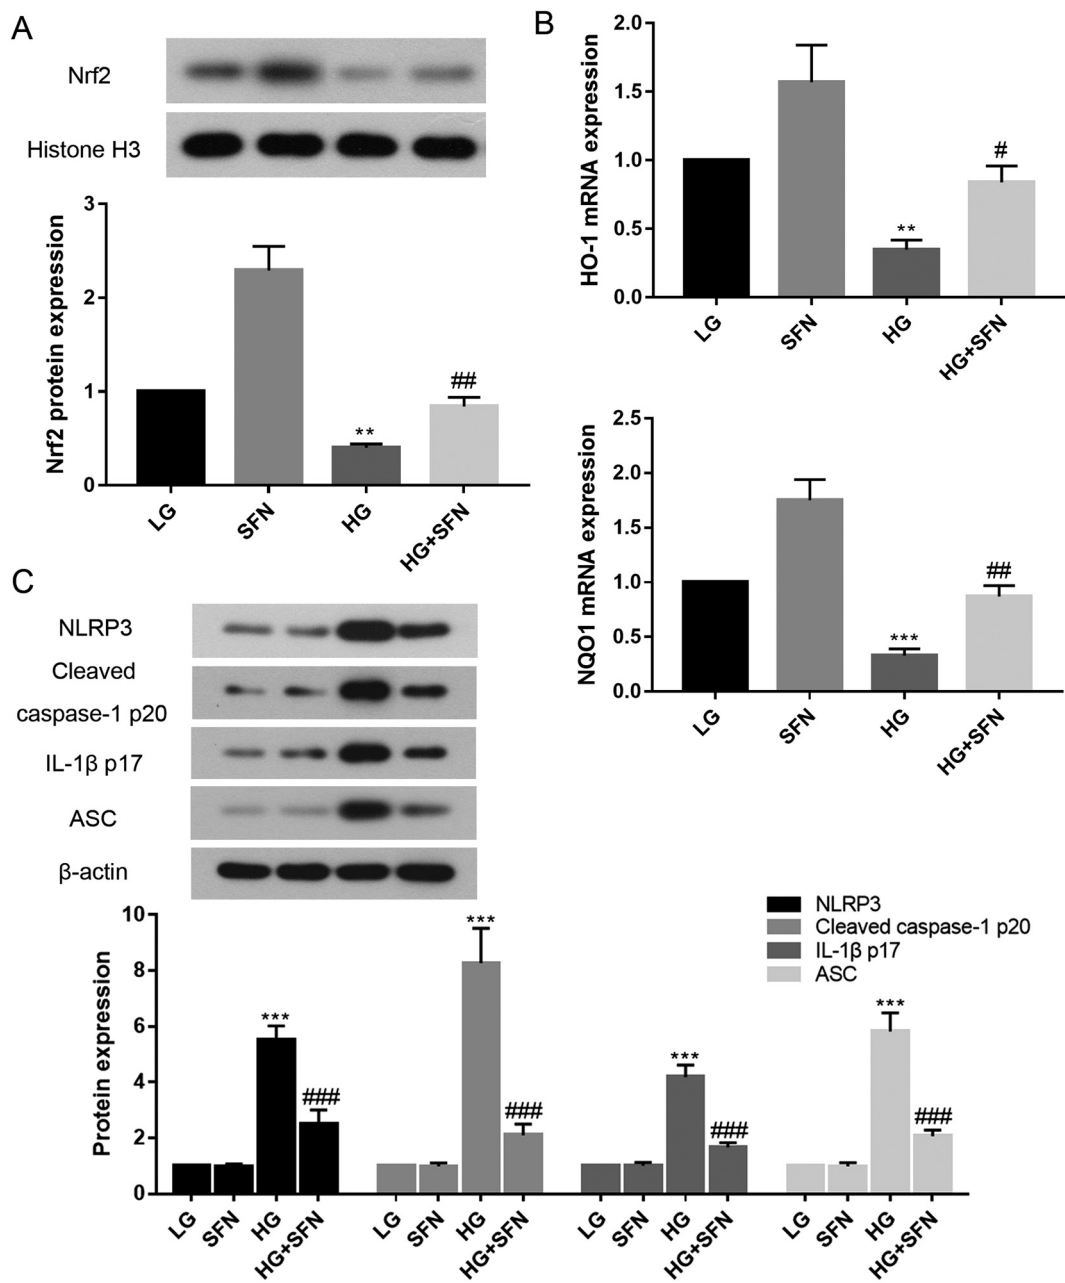 A
Nrf2
Histone H3
Nrf2 protein expression
3
2
1
0
##
**
LG
SFN
HG
HG+SFN
B
HO-1 mRNA expression
2.0
1.5
1.0
0.5
0.0
#
**
LG
SFN
HG
HG+SFN
NQO1 mRNA expression
2.5
2.0
1.5
1.0
0.5
0.0
##
***
LG
SFN
HG
HG+SFN
C
NLRP3
Cleaved
caspase-1 p20
IL-1β p17
ASC
β-actin
NLRP3
Cleaved caspase-1 p20
IL-1β p17
ASC
Protein expression
10
8
6
4
2
0
***
###
***
###
***
###
***
###
LG
SFN
HG
HG+SFN
LG
SFN
HG
HG+SFN
LG
SFN
HG
HG+SFN
LG
SFN
HG
HG+SFN